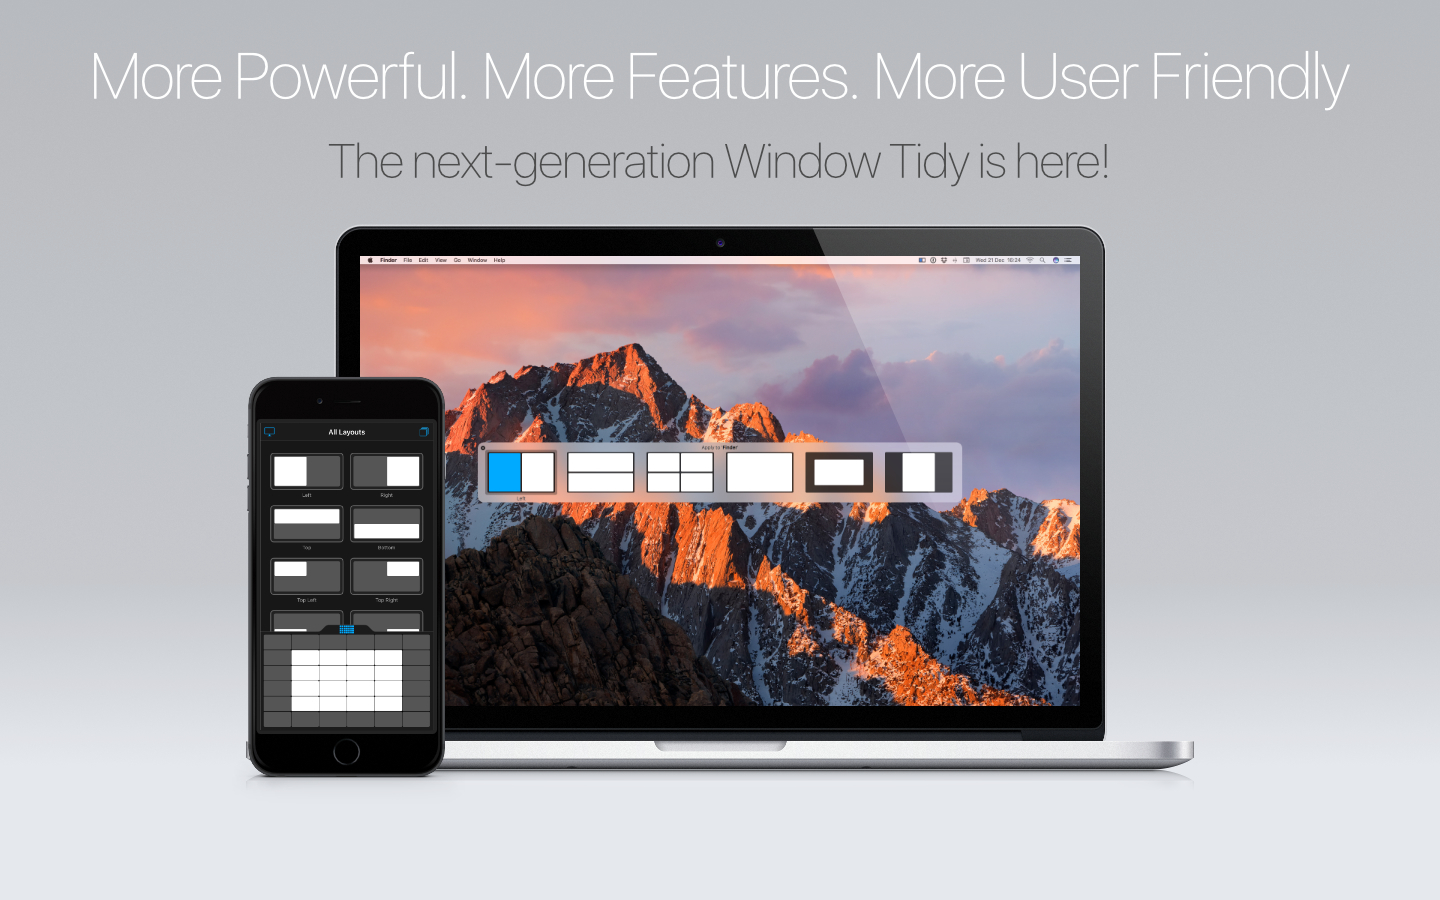 More Powerful. More Features. More User Friendly
The next-generation Window Tidy is here!
Finder File Edit View Go Window Help
Wed 21 Dec 16:24
Apply to 'Finder'
Left
All Layouts
Left Right
Top Bottom
Top Left Top Right